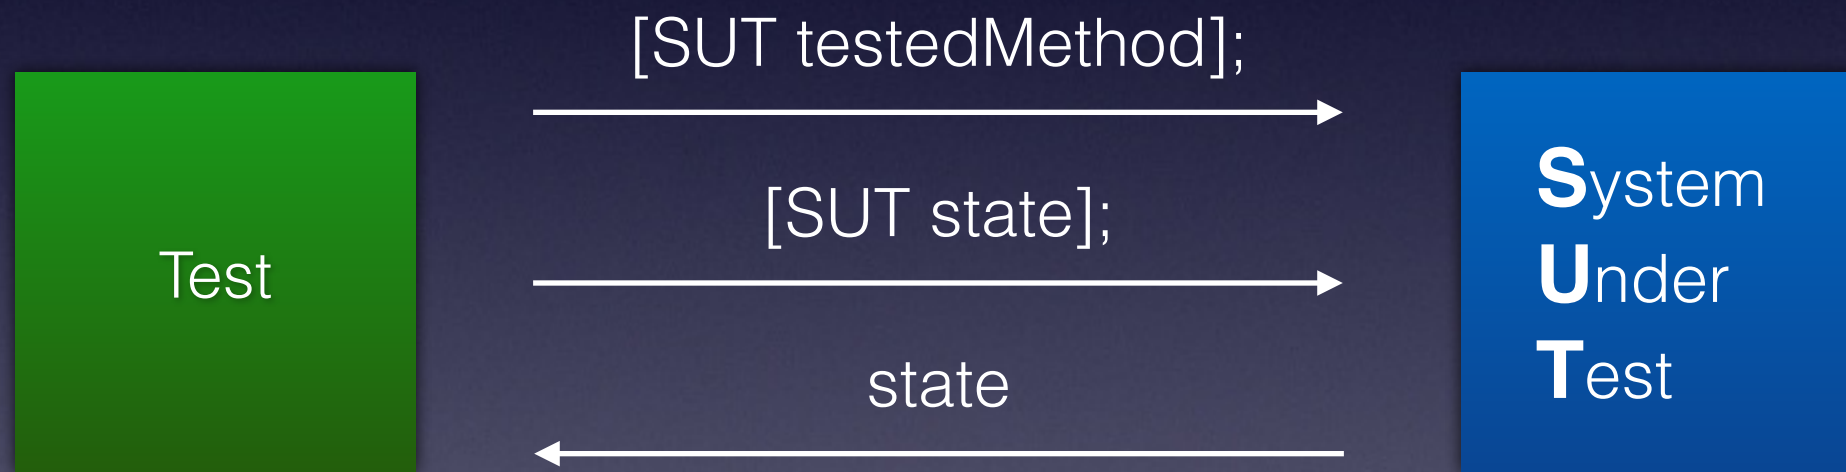 [SUT testedMethod];
[SUT state];
Test
state
System
Under
Test